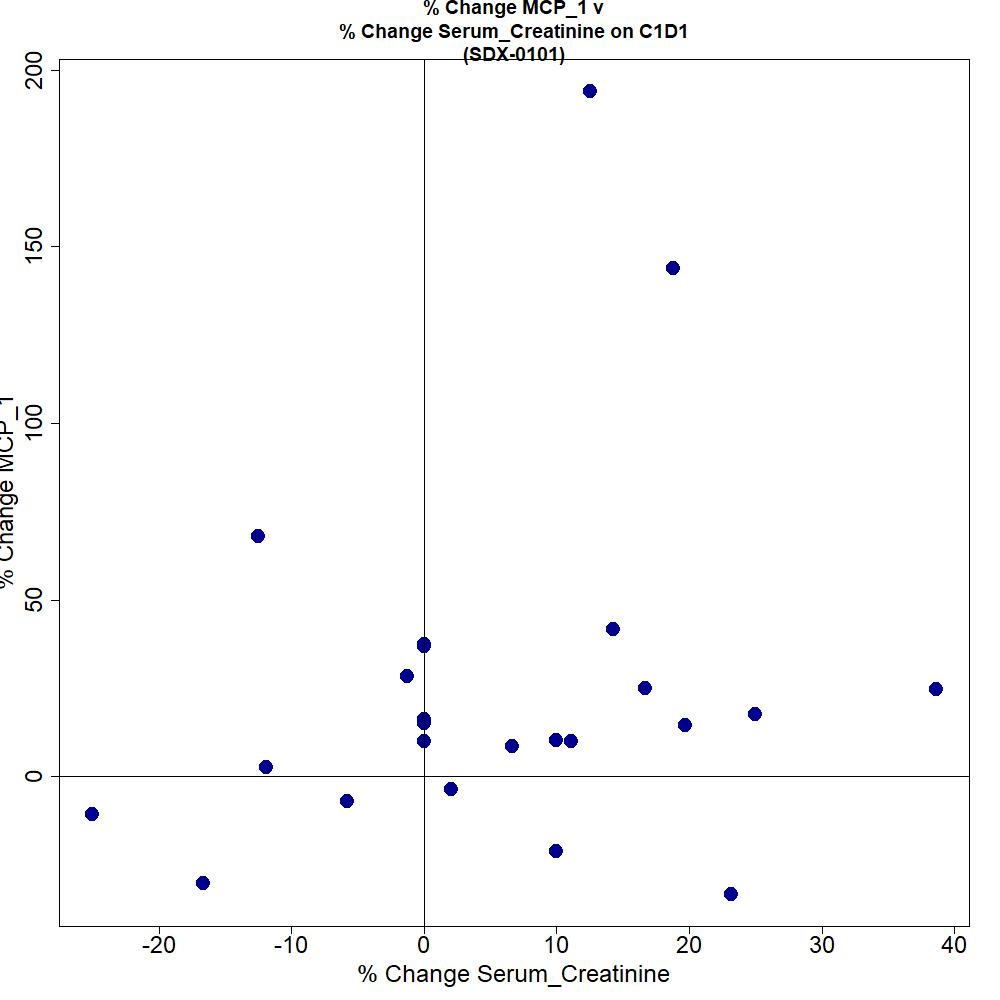 % Change MCP_1 v
% Change Serum_Creatinine on C1D1
(SDX-0101)
% Change MCP_1
200
150
100
50
0
-20 -10 0 10 20 30 40
% Change Serum_Creatinine